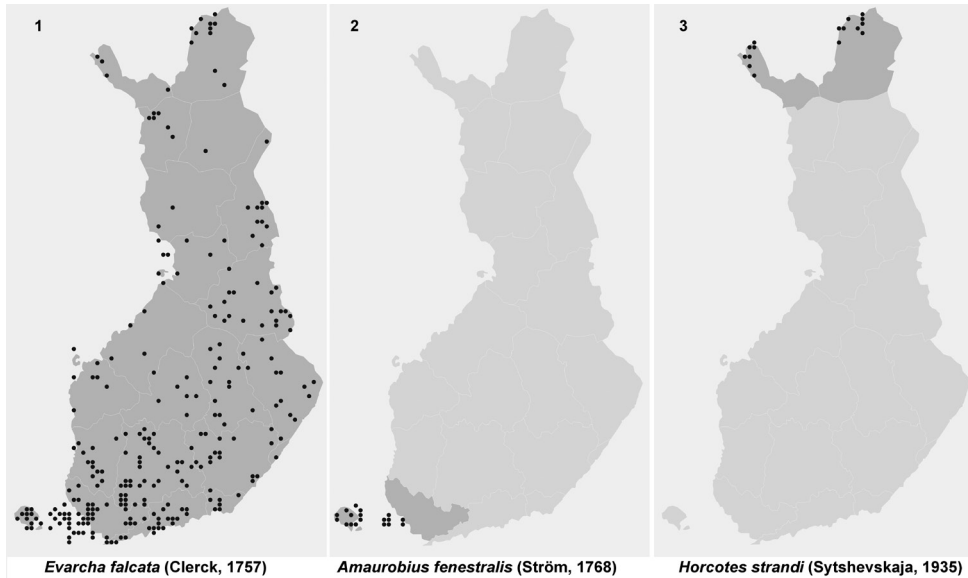 1
2
3
Evarcha falcata (Clerck, 1757)
Amaurobius fenestralis (Ström, 1768)
Horcotes strandi (Sytshevskaja, 1935)